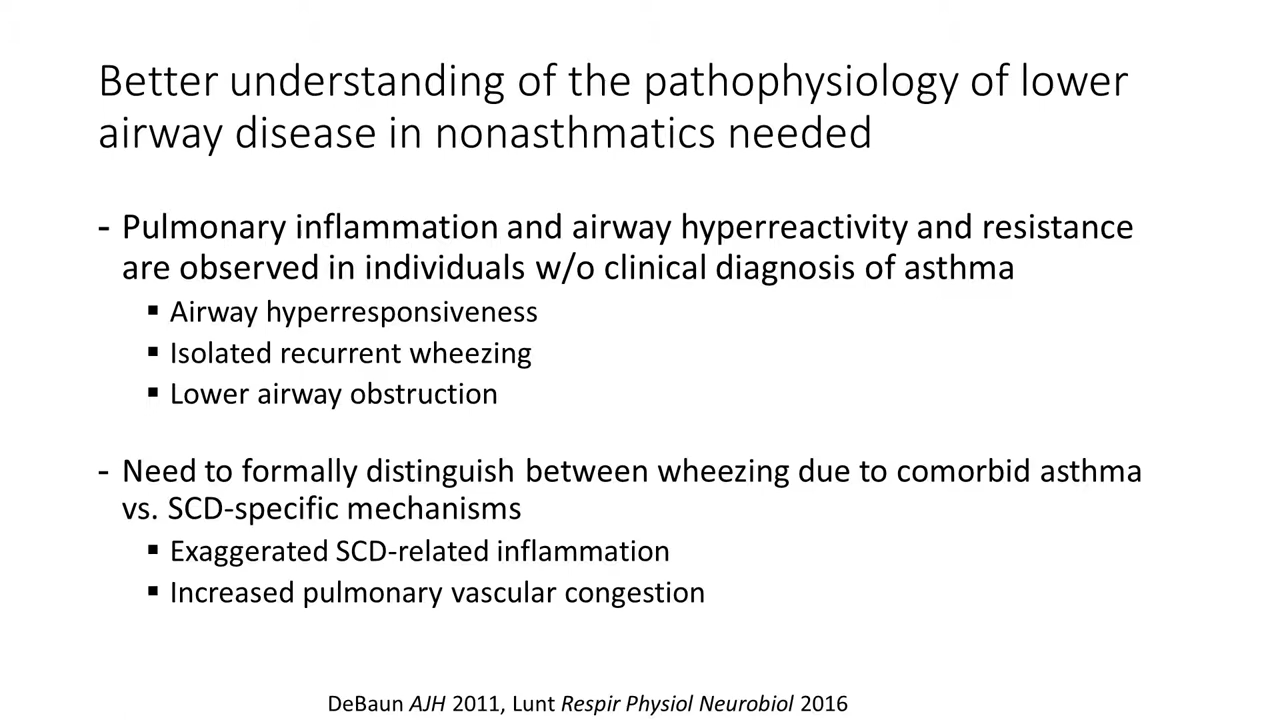 Better understanding of the pathophysiology of lower
airway disease in nonasthmatics needed
- Pulmonary inflammation and airway hyperreactivity and resistance
are observed in individuals w/o clinical diagnosis of asthma
▪ Airway hyperresponsiveness
▪ Isolated recurrent wheezing
▪ Lower airway obstruction
- Need to formally distinguish between wheezing due to comorbid asthma
vs. SCD-specific mechanisms
▪ Exaggerated SCD-related inflammation
▪ Increased pulmonary vascular congestion
DeBaun AJH 2011, Lunt Respir Physiol Neurobiol 2016